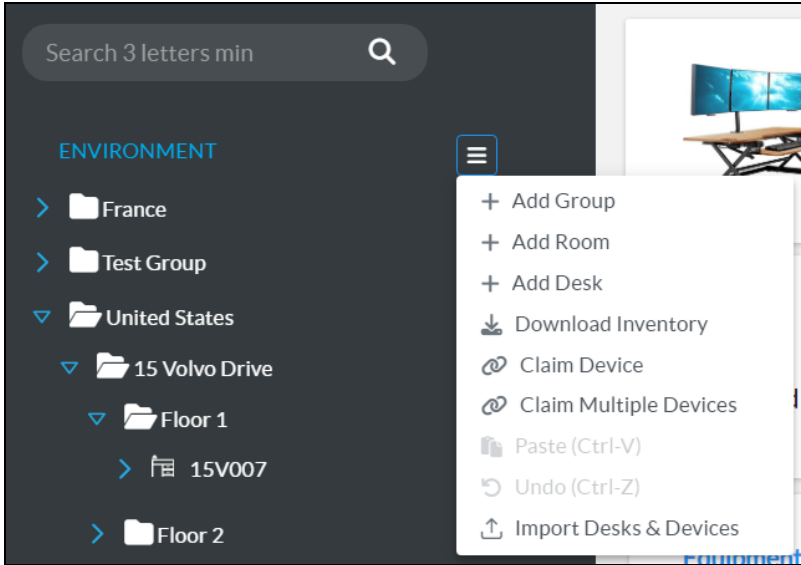 Search 3 letters min
ENVIRONMENT
France
Test Group
United States
15 Volvo Drive
Floor 1
15V007
Floor 2
Add Group
Add Room
Add Desk
Download Inventory
Claim Device
Claim Multiple Devices
Paste (Ctrl-V)
Undo (Ctrl-Z)
Import Desks & Devices
Equipment